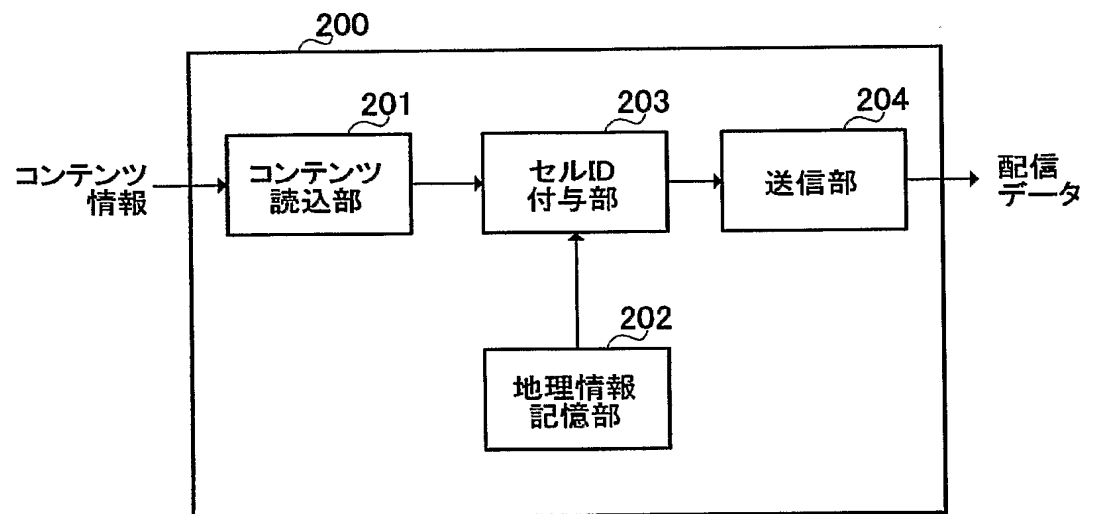 200
201
203
204
コンテンツ
情報
コンテンツ
読込部
セルID
付与部
送信部
配信
データ
202
地理情報
記憶部